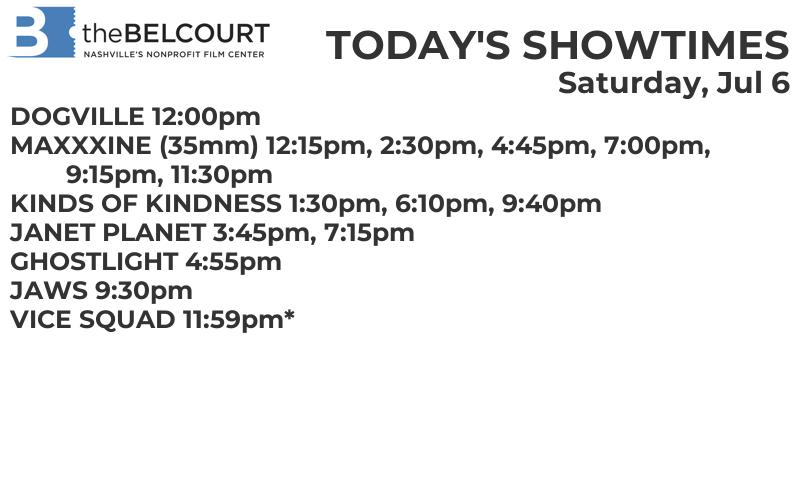 B theBELCOURT
NASHVILLE'S NONPROFIT FILM CENTER
TODAY'S SHOWTIMES
Saturday, Jul 6
DOGVILLE 12:00pm
MAXXXINE (35mm) 12:15pm, 2:30pm, 4:45pm, 7:00pm,
9:15pm, 11:30pm
KINDS OF KINDNESS 1:30pm, 6:10pm, 9:40pm
JANET PLANET 3:45pm, 7:15pm
GHOSTLIGHT 4:55pm
JAWS 9:30pm
VICE SQUAD 11:59pm*